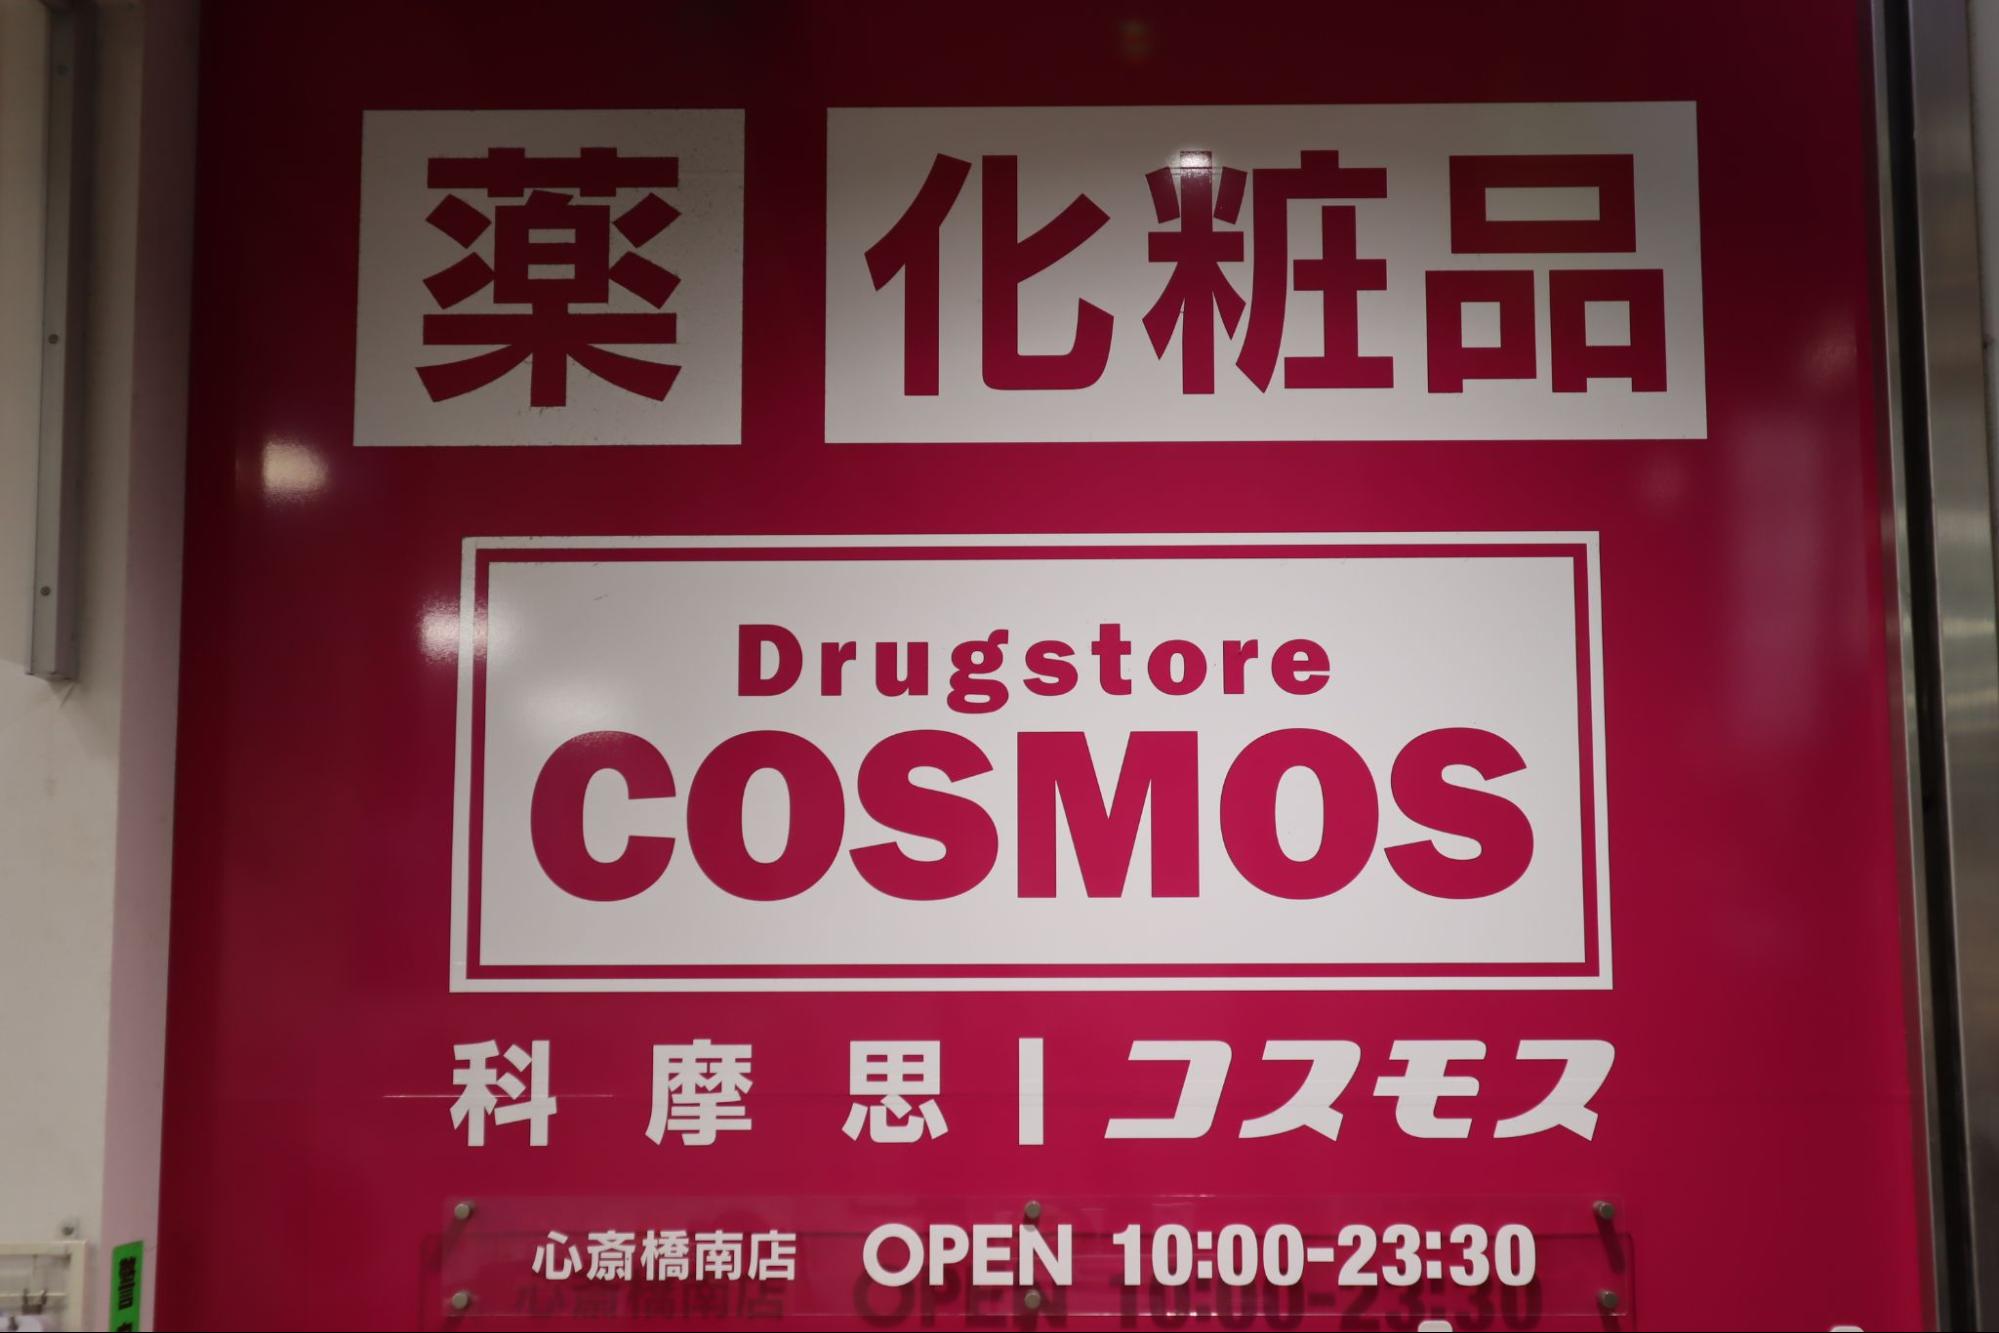 薬 化粧品
Drugstore
COSMOS
科摩思 | コスモス
心斎橋南店 OPEN 10:00-23:30